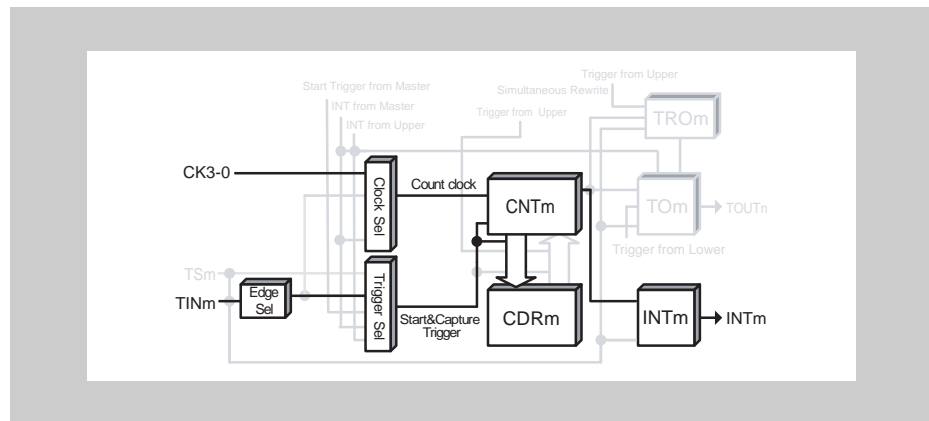 Trigger from Upper
Start Trigger from Master
Simultaneous Rewrite
INT from Master
Trigger from Upper
TROm
INT from Upper
CK3-0
Clock Sel
Count clock
CNTm
TOm
TOUTn
Trigger from Lower
TSm
TINm
Edge
Sel
Trigger Sel
Start&Capture
Trigger
CDRm
INTm
INTm